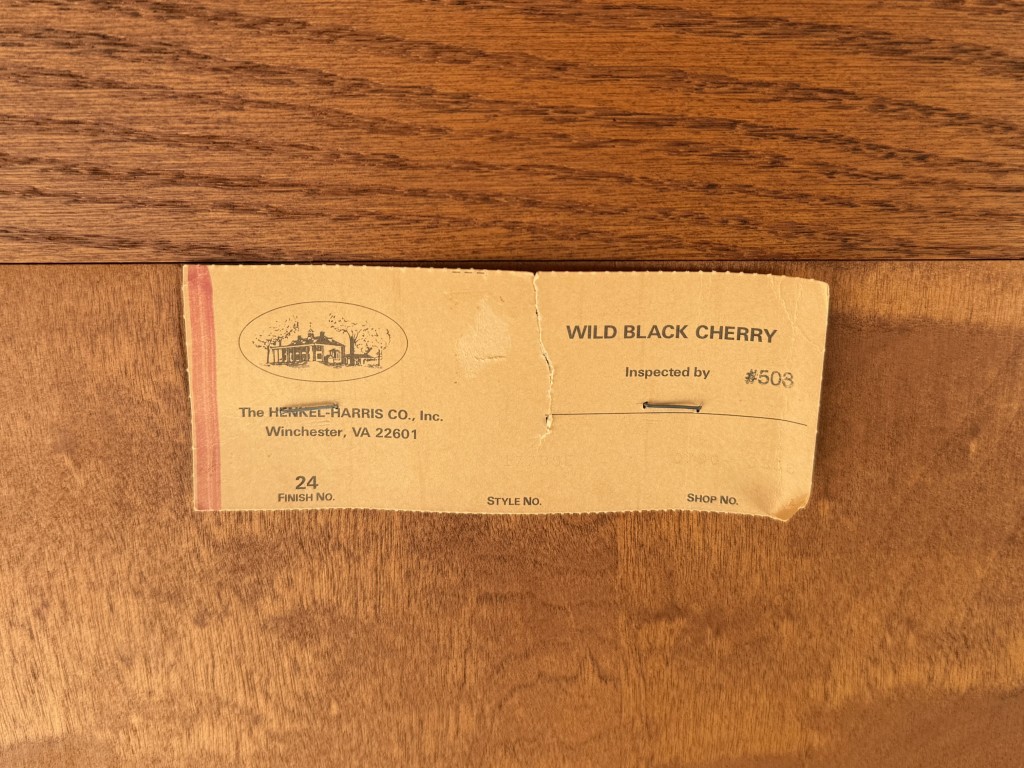 WILD BLACK CHERRY
Inspected by #503
The HENKEL-HARRIS CO., Inc.
Winchester, VA 22601
24
FINISH NO.
STYLE NO.
SHOP NO.